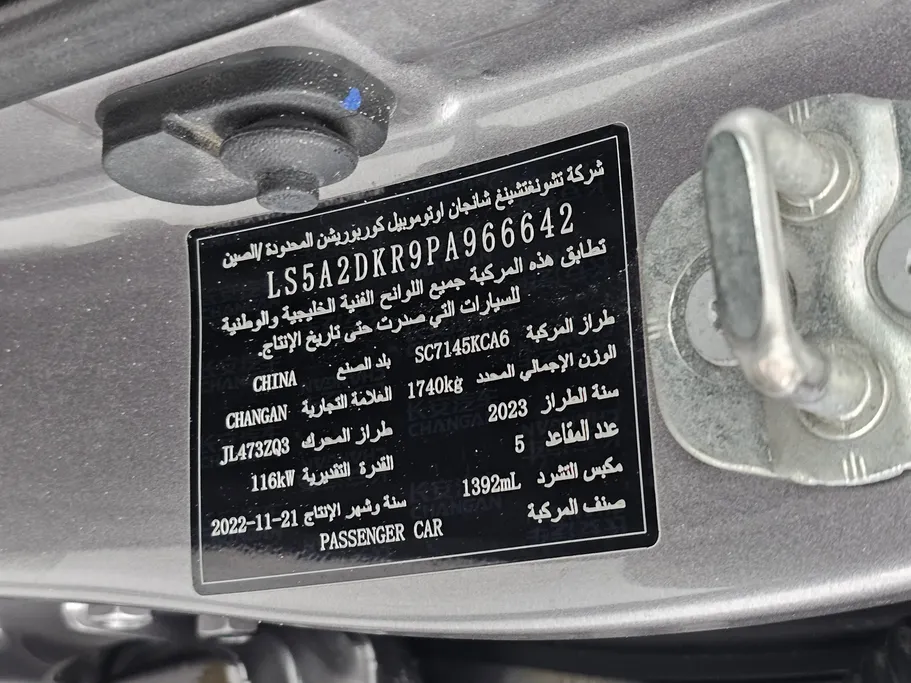 شركة تشونغتشينغ شانجان اوتوموبيل كوربوريشن المحدودة /الصين
LS5A2DKR9PA966642
تطابق هذه المركبة جميع اللوائح الفنية الخليجية والوطنية
للسيارات التي صدرت حتى تاريخ الإنتاج.
طراز المركبة SC7145KCA6 بلد الصنع CHINA
الوزن الإجمالي المحدد 1740kg العلامة التجارية CHANGAN
سنة الطراز 2023 طراز المحرك JL473ZQ3
عدد المقاعد 5 القدرة التقديرية 116kW
مكبس التشرد 1392mL سنة وشهر الإنتاج 2022-11-21
صنف المركبة PASSENGER CAR